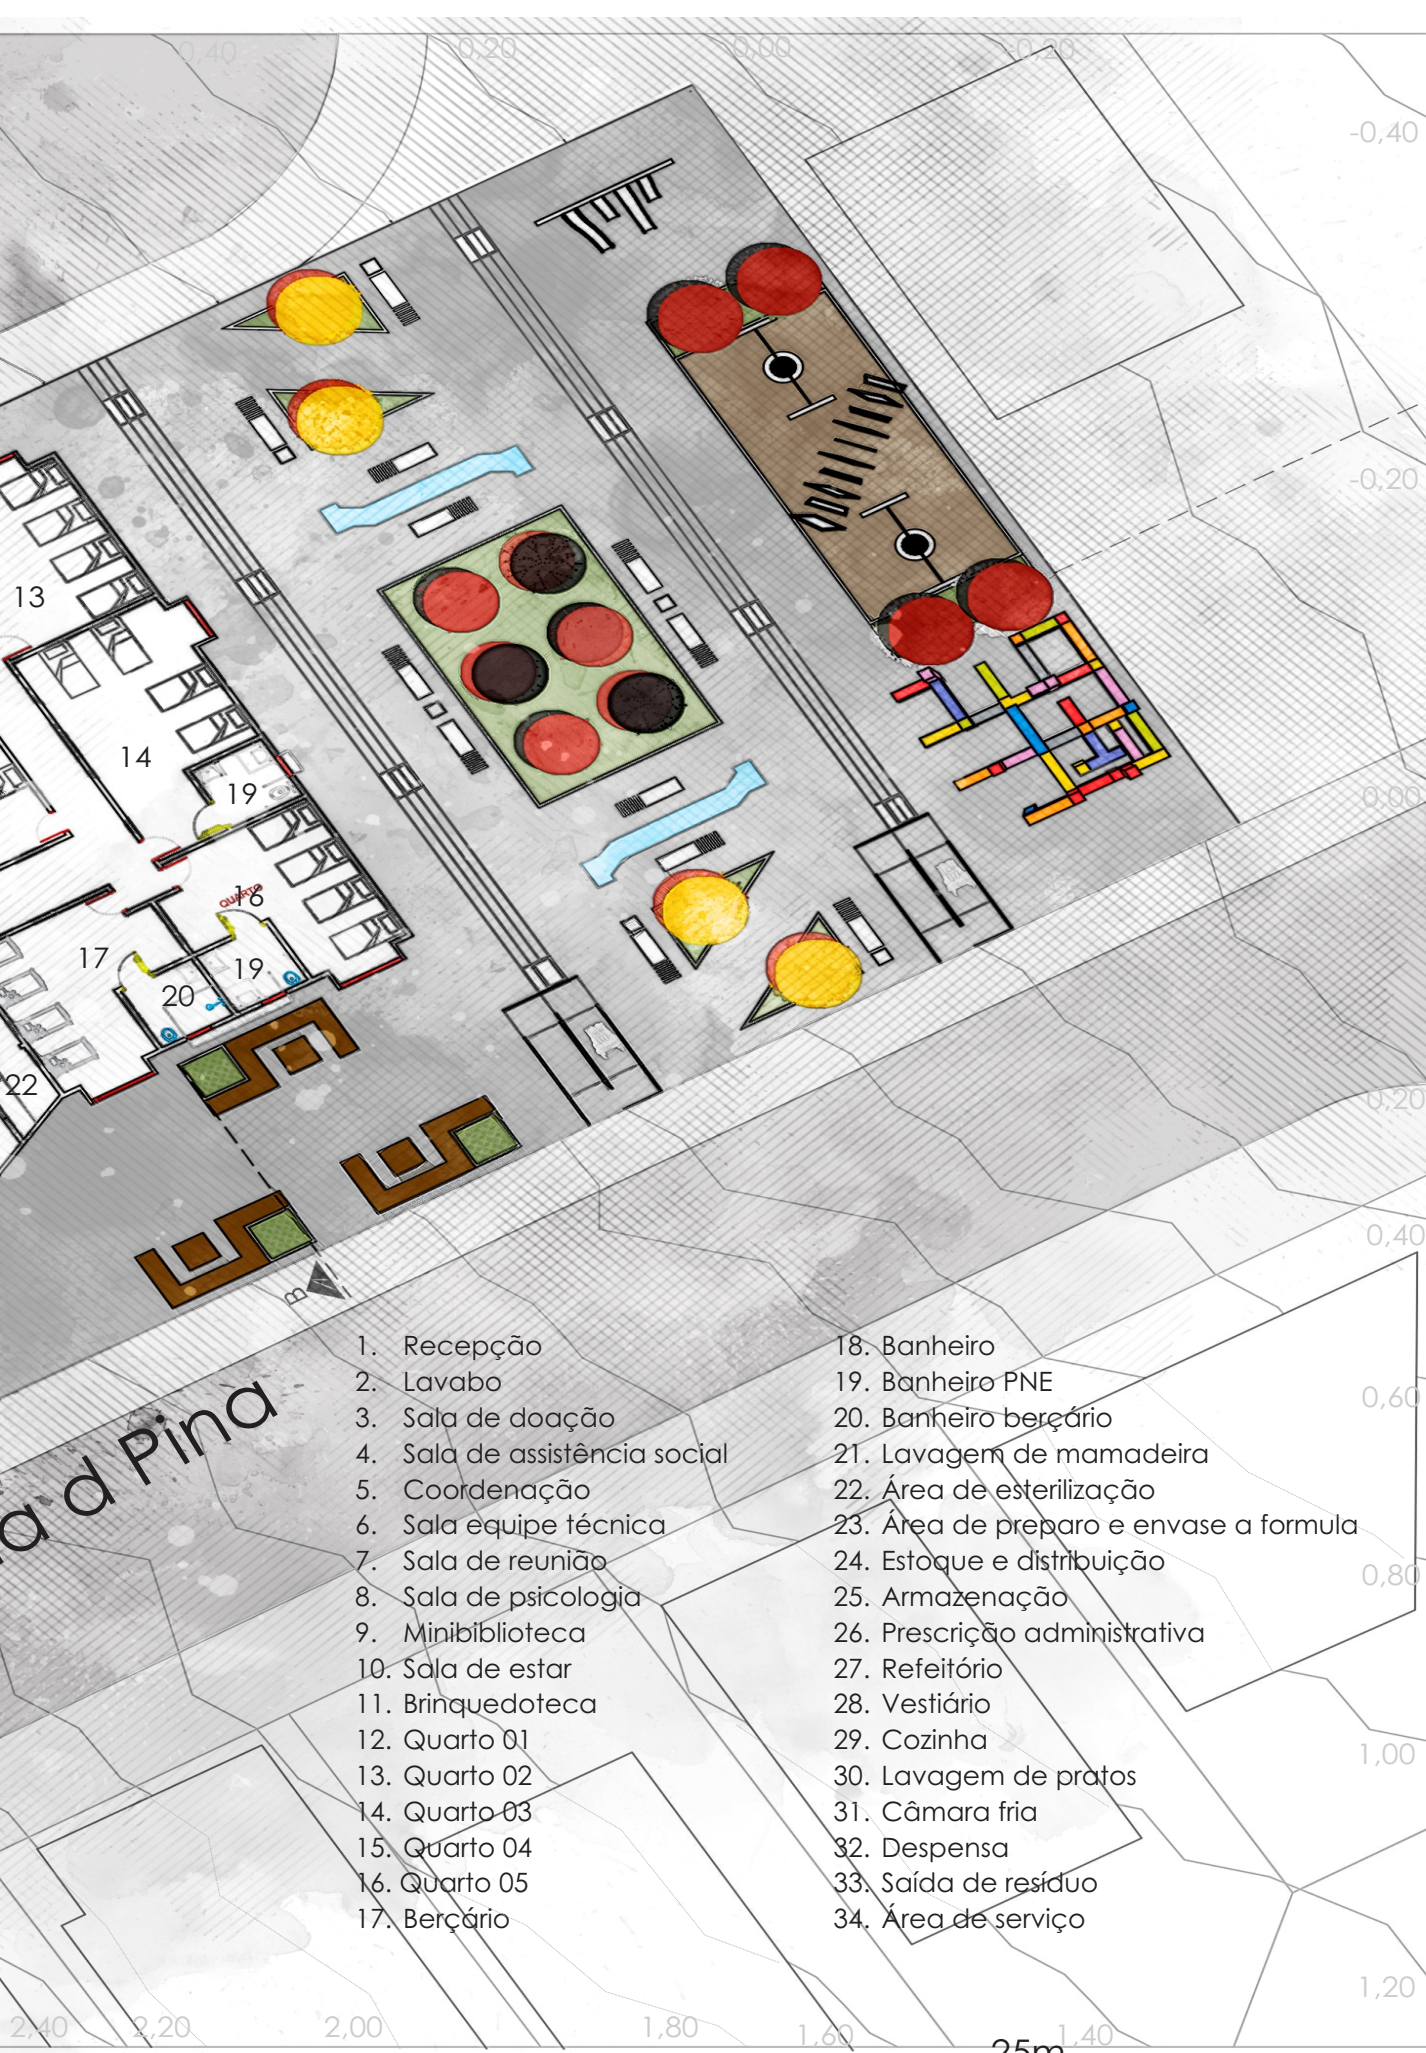 0,40
0,20
0,00
-0,20
-0,40
-0,20
13
14
19
0,00
QUARTO
16
17
19
20
22
0,20
0,40
B
a d Pina
1. Recepção
2. Lavabo
3. Sala de doação
4. Sala de assistência social
5. Coordenação
6. Sala equipe técnica
7. Sala de reunião
8. Sala de psicologia
9. Minibiblioteca
10. Sala de estar
11. Brinquedoteca
12. Quarto 01
13. Quarto 02
14. Quarto 03
15. Quarto 04
16. Quarto 05
17. Berçário
18. Banheiro
19. Banheiro PNE
20. Banheiro berçário
21. Lavagem de mamadeira
22. Área de esterilização
23. Área de preparo e envase a formula
24. Estoque e distribuição
25. Armazenação
26. Prescrição administrativa
27. Refeitório
28. Vestiário
29. Cozinha
30. Lavagem de pratos
31. Câmara fria
32. Despensa
33. Saída de resíduo
34. Área de serviço
0,60
0,80
1,00
1,20
2,40
2,20
2,00
1,80
1,60
1,40
25m